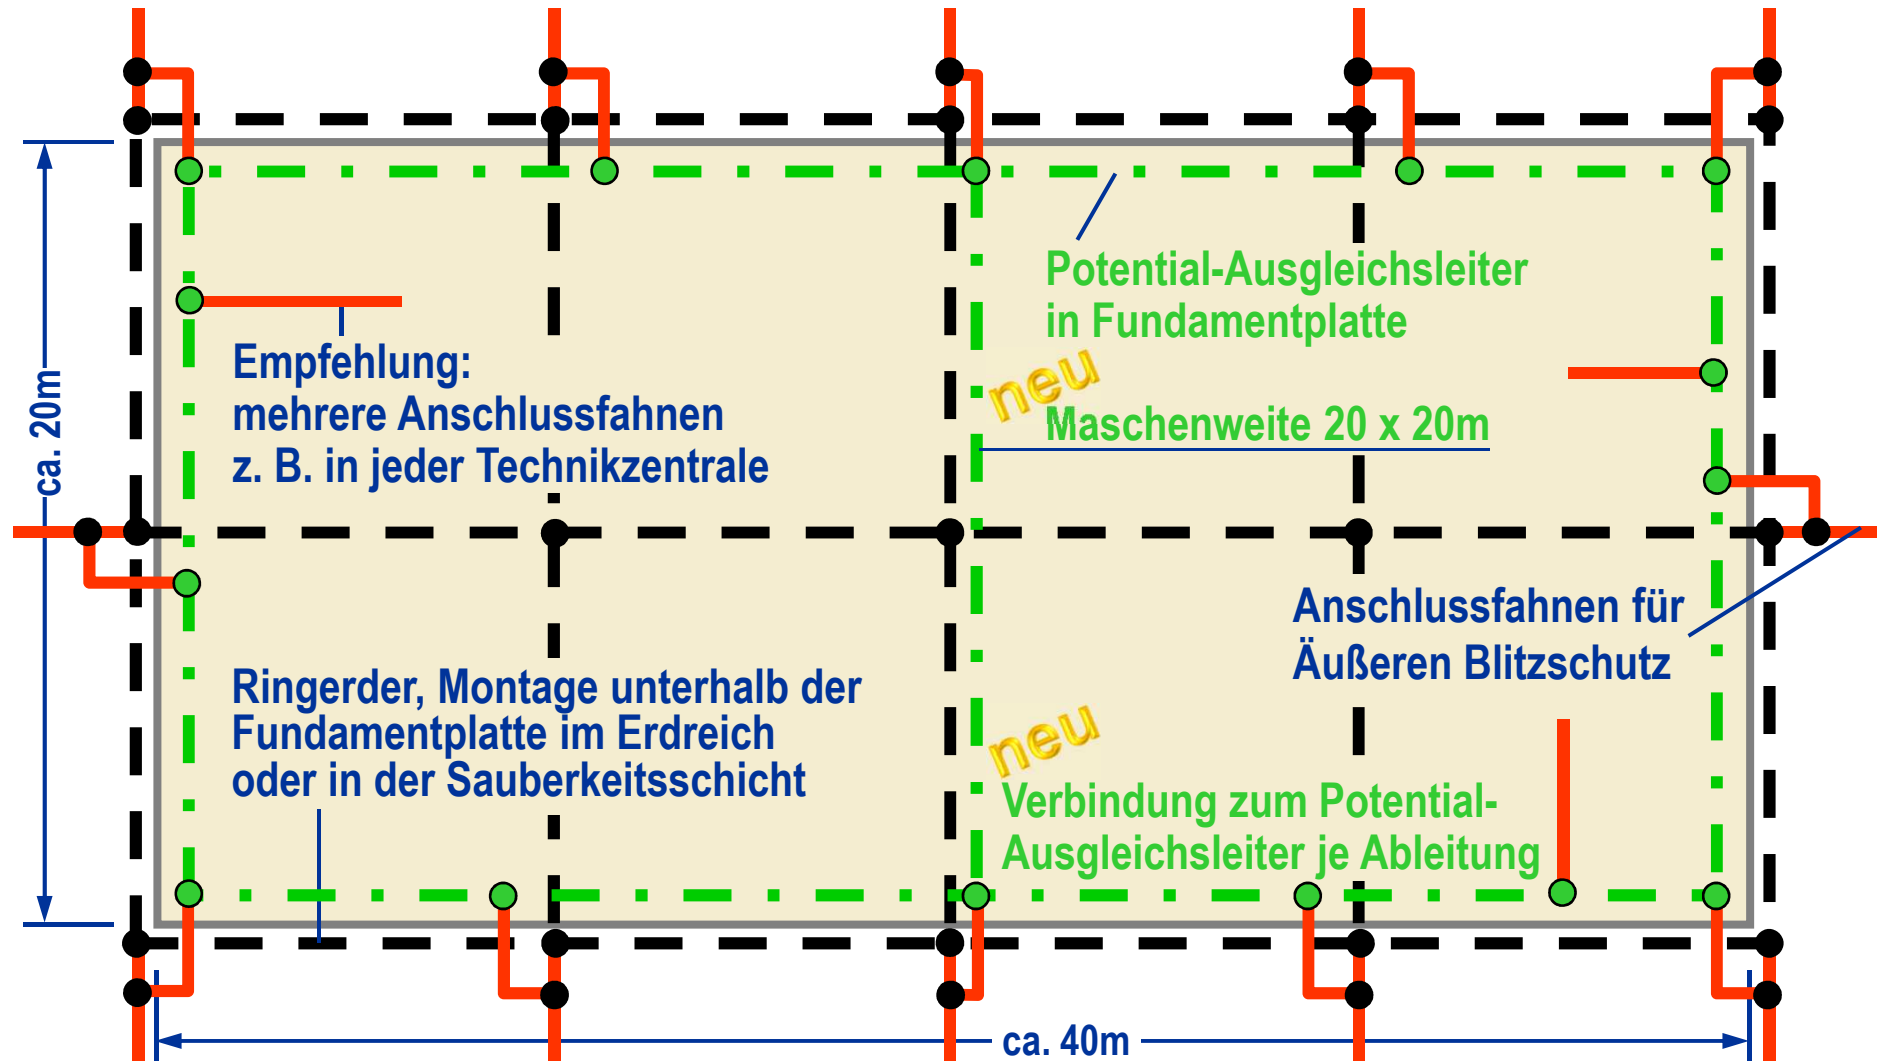 Potential-Ausgleichsleiter
in Fundamentplatte
neu
Maschenweite 20 x 20m
Empfehlung:
mehrere Anschlussfahnen
z. B. in jeder Technikzentrale
ca. 20m
Anschlussfahnen für
Äußeren Blitzschutz
Ringerder, Montage unterhalb der
Fundamentplatte im Erdreich
oder in der Sauberkeitsschicht
neu
Verbindung zum Potential-
Ausgleichsleiter je Ableitung
ca. 40m